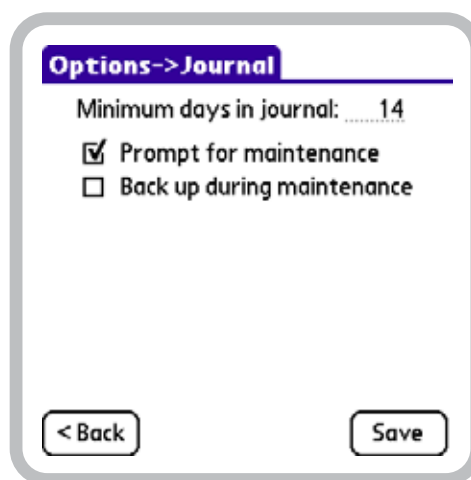 Options->Journal
Minimum days in journal: 14
Prompt for maintenance
Back up during maintenance
< Back Save